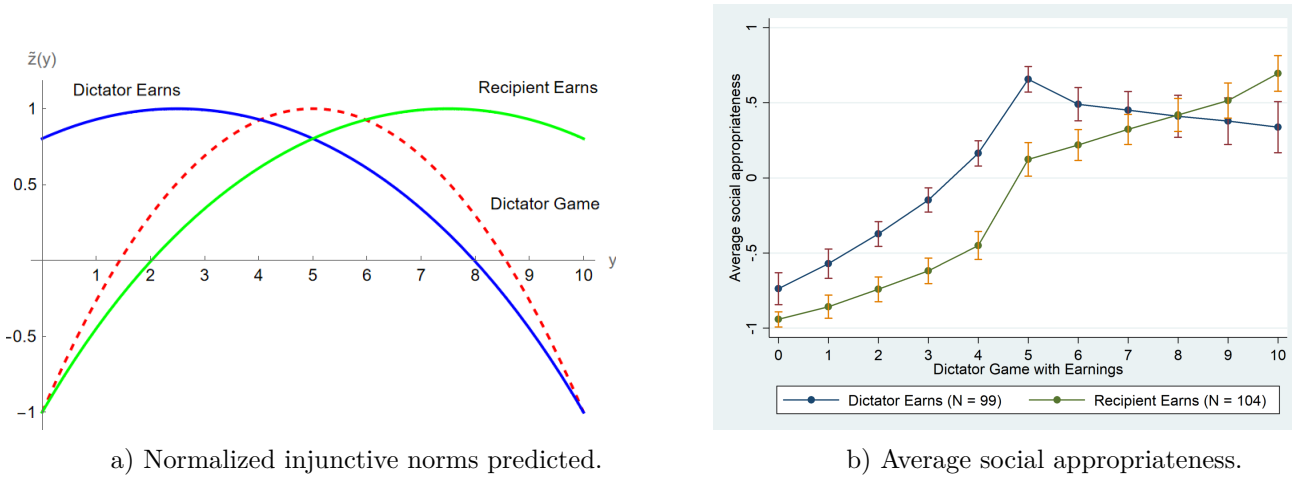 z̃(y)
Dictator Earns
Recipient Earns
1
0.5
Dictator Game
1 2 3 4 5 6 7 8 9 10 y
−0.5
−1
a) Normalized injunctive norms predicted.
Average social appropriateness
1
.5
0
-.5
-1
0 1 2 3 4 5 6 7 8 9 10
Dictator Game with Earnings
Dictator Earns (N = 99) Recipient Earns (N = 104)
b) Average social appropriateness.